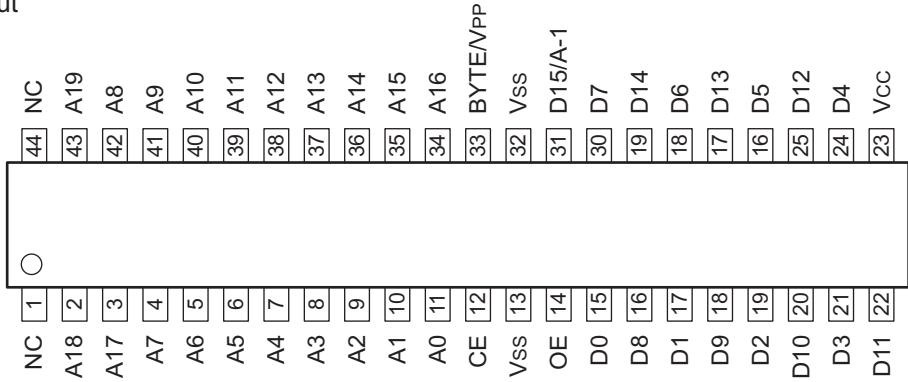 NC A19 A8 A9 A10 A11 A12 A13 A14 A15 A16 BYTE/VPP VSS D15/A-1 D7 D14 D6 D13 D5 D12 D4 VCC
44 43 42 41 40 39 38 37 36 35 34 33 32 31 30 19 18 17 16 25 24 23
1 2 3 4 5 6 7 8 9 10 11 12 13 14 15 16 17 18 19 20 21 22
NC A18 A17 A7 A6 A5 A4 A3 A2 A1 A0 CE VSS OE D0 D8 D1 D9 D2 D10 D3 D11